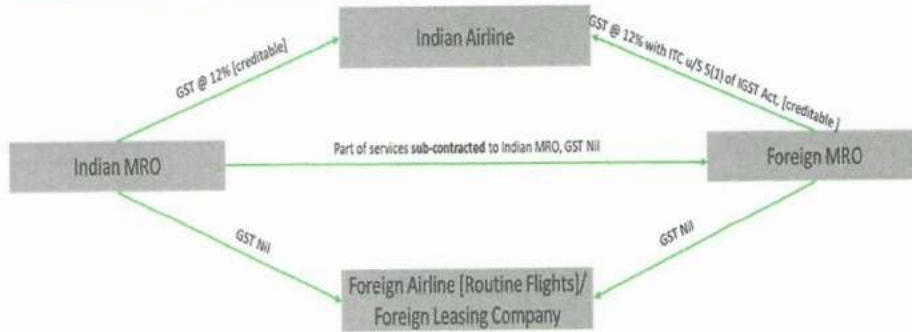 Indian Airline
GST @ 12% [creditable]
GST @ 12% with ITC u/S 5(1) of IGST Act, [creditable ]
Indian MRO
Part of services sub-contracted to Indian MRO, GST Nil
Foreign MRO
GST Nil
GST Nil
Foreign Airline [Routine Flights]/
Foreign Leasing Company